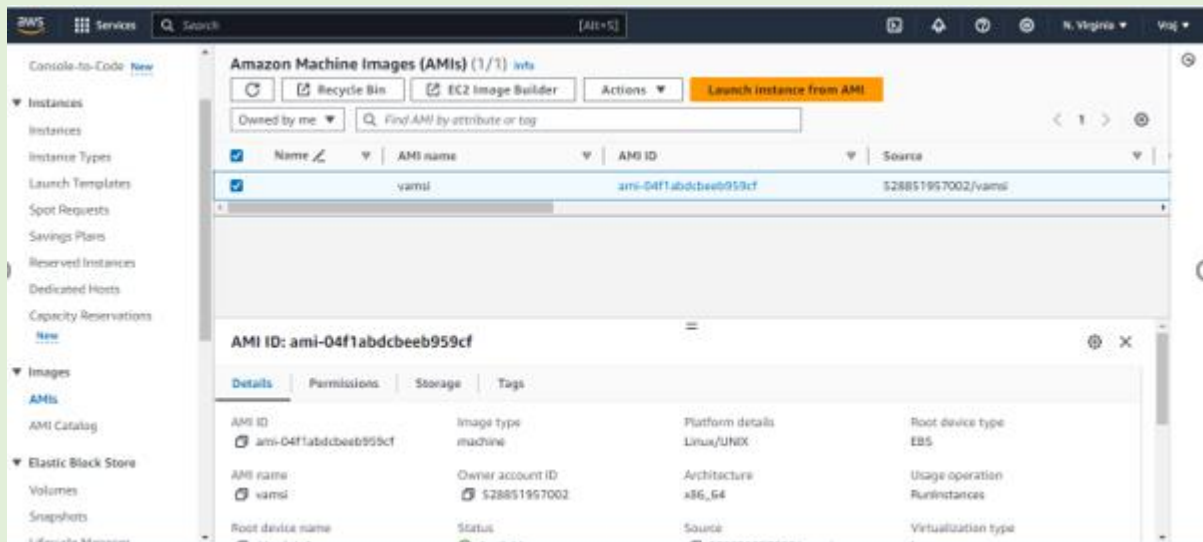 aws Services Search [Alt+S] N. Virginia Vraj
Console-to-Code New
Instances
Instances
Instance Types
Launch Templates
Spot Requests
Savings Plans
Reserved Instances
Dedicated Hosts
Capacity Reservations
New
Images
AMIs
AMI Catalog
Elastic Block Store
Volumes
Snapshots
Amazon Machine Images (AMIs) (1/1) Info
Recycle Bin EC2 Image Builder Actions Launch instance from AMI
Owned by me Find AMI by attribute or tag 1
Name AMI name AMI ID Source
vamsi ami-04f1abdcbeeb959cf 528851957002/vamsi
AMI ID: ami-04f1abdcbeeb959cf
Details Permissions Storage Tags
AMI ID Image type Platform details Root device type
ami-04f1abdcbeeb959cf machine Linux/UNIX EBS
AMI name Owner account ID Architecture Usage operation
vamsi 528851957002 x86_64 RunInstances
Root device name Status Source Virtualization type